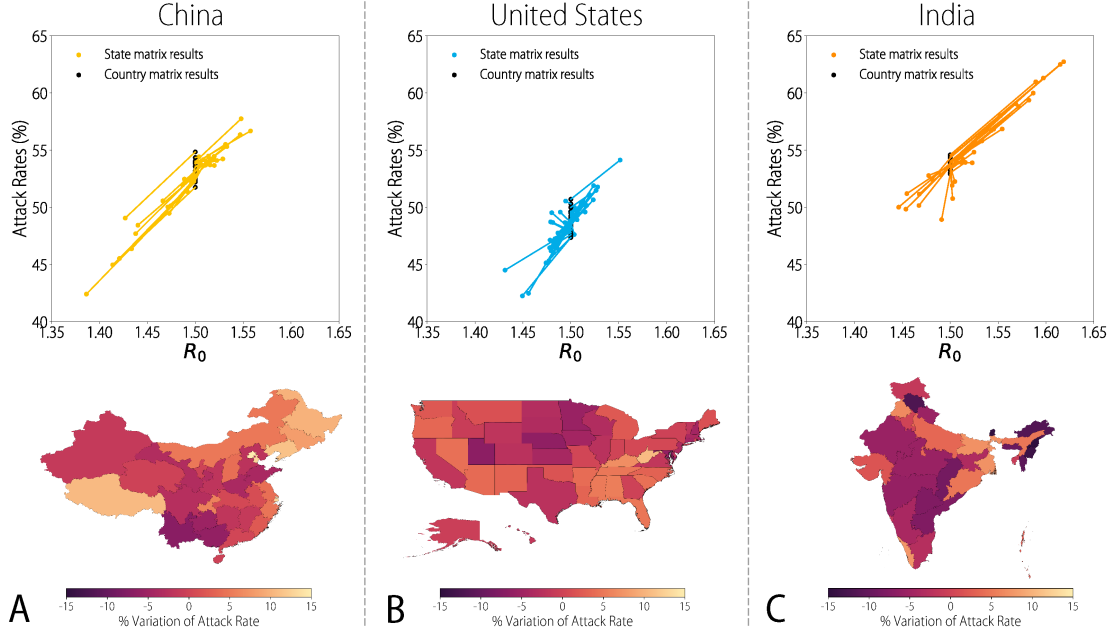 China
United States
India
65
60
55
50
45
40
Attack Rates (%)
State matrix results
Country matrix results
1.35
1.40
1.45
1.50
1.55
1.60
1.65
R0
65
60
55
50
45
40
Attack Rates (%)
State matrix results
Country matrix results
1.35
1.40
1.45
1.50
1.55
1.60
1.65
R0
65
60
55
50
45
40
Attack Rates (%)
State matrix results
Country matrix results
1.35
1.40
1.45
1.50
1.55
1.60
1.65
R0
A
-15 -10 -5 0 5 10 15
% Variation of Attack Rate
B
-15 -10 -5 0 5 10 15
% Variation of Attack Rate
C
-15 -10 -5 0 5 10 15
% Variation of Attack Rate